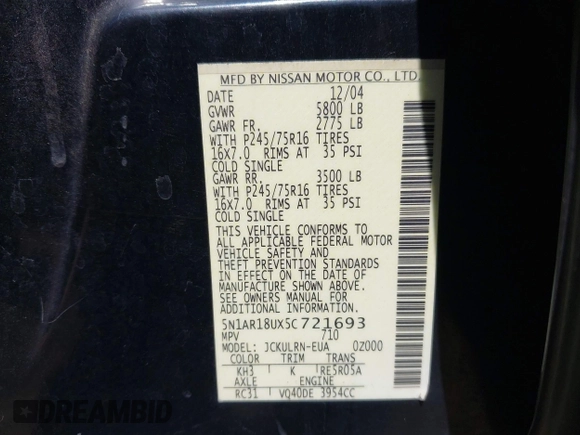 MFD BY NISSAN MOTOR CO., LTD.
DATE 12/04
GVWR 5800 LB
GAWR FR. 2775 LB
WITH P245/75R16 TIRES
16X7.0 RIMS AT 35 PSI
COLD SINGLE
GAWR RR. 3500 LB
WITH P245/75R16 TIRES
16X7.0 RIMS AT 35 PSI
COLD SINGLE
THIS VEHICLE CONFORMS TO
ALL APPLICABLE FEDERAL MOTOR
VEHICLE SAFETY AND
THEFT PREVENTION STANDARDS
IN EFFECT ON THE DATE OF
MANUFACTURE SHOWN ABOVE.
SEE OWNERS MANUAL FOR
ADDITIONAL INFORMATION.
5N1AR18UX5C721693
MPV 710
MODEL: JCKULRN-EUA 0Z000
COLOR TRIM TRANS
KH3 K RE5R05A
AXLE ENGINE
RC31 VQ40DE 3954CC
DREAMBID